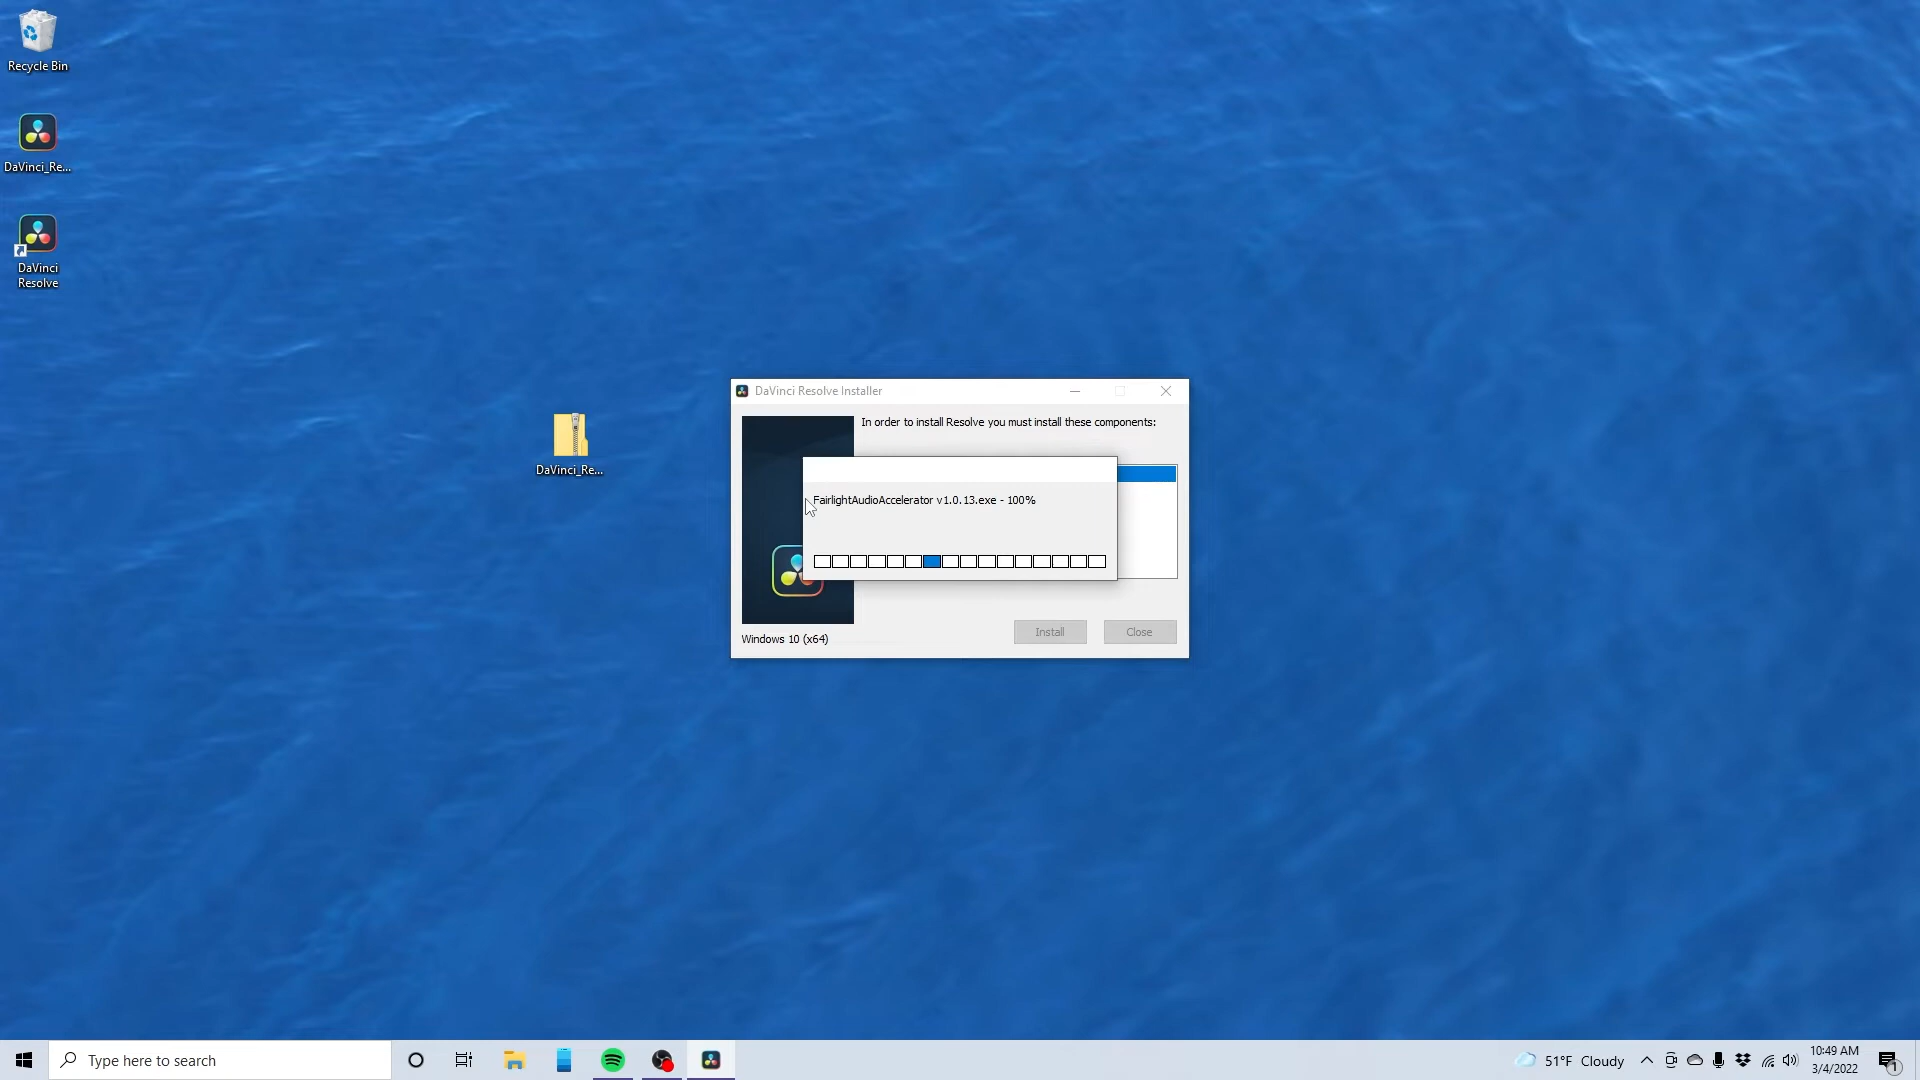 Recycle Bin
DaVinci_Re...
DaVinci
Resolve
DaVinci_Re...
DaVinci Resolve Installer
In order to install Resolve you must install these components:
FairlightAudioAccelerator v1.0.13.exe - 100%
Windows 10 (x64)
Install
Close
Type here to search
51°F Cloudy
10:49 AM
3/4/2022
1